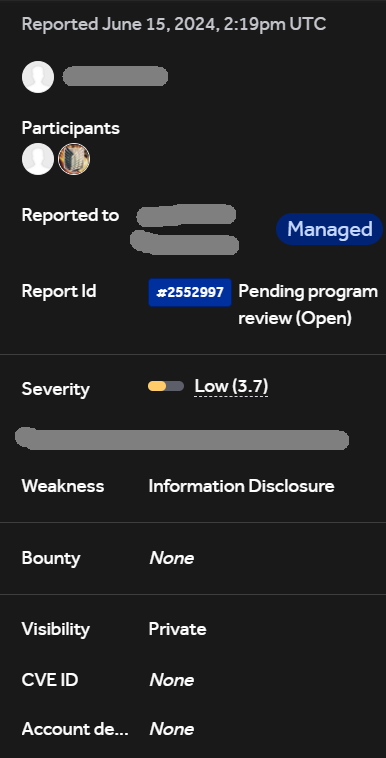 Reported June 15, 2024, 2:19pm UTC
Participants
Reported to
Managed
Report Id #2552997 Pending program
review (Open)
Severity Low (3.7)
Weakness Information Disclosure
Bounty None
Visibility Private
CVE ID None
Account de... None